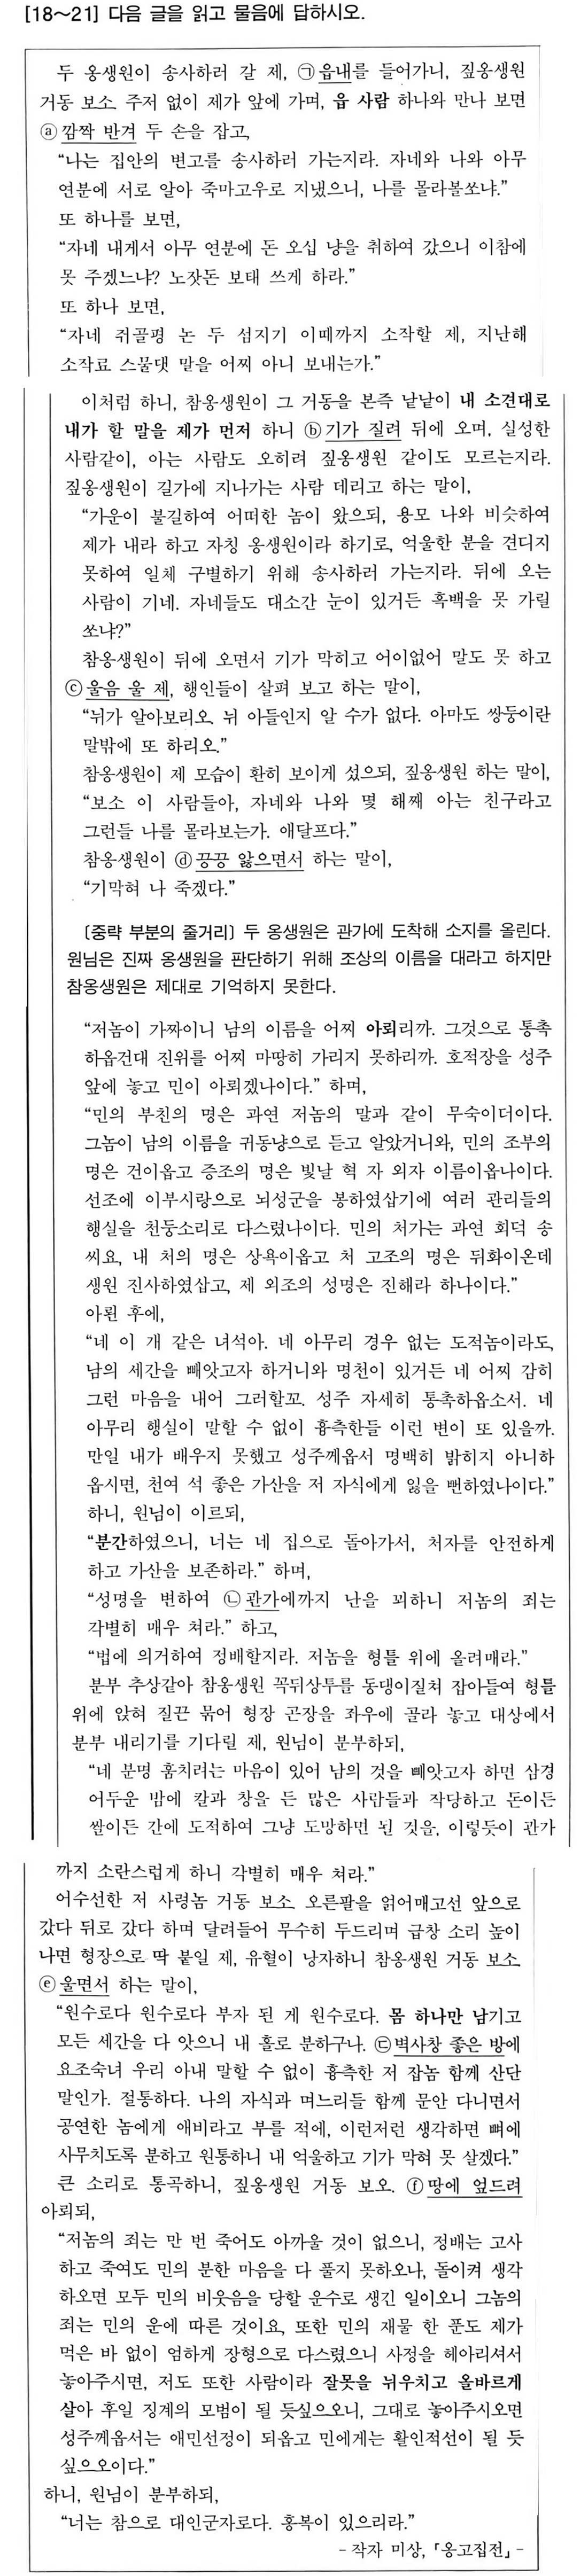 [18~21] 다음 글을 읽고 물음에 답하시오.
두 옹생원이 송사하러 갈 제, ㉠읍내를 들어가니, 짚옹생원
거동 보소. 주저 없이 제가 앞에 가며, 읍 사람 하나와 만나 보면
ⓐ깜짝 반겨 두 손을 잡고,
“나는 집안의 변고를 송사하러 가는지라. 자네와 나와 아무
연분에 서로 알아 죽마고우로 지냈으니, 나를 몰라볼쏘냐.”
또 하나를 보면,
“자네 내게서 아무 연분에 돈 오십 냥을 취하여 갔으니 이참에
못 주겠느냐? 노잣돈 보태 쓰게 하라.”
또 하나 보면,
“자네 쥐골평 논 두 섬지기 이때까지 소작할 제, 지난해
소작료 스물댓 말을 어찌 아니 보내는가.”
이처럼 하니, 참옹생원이 그 거동을 본즉 낱낱이 내 소견대로
내가 할 말을 제가 먼저 하니 ⓑ기가 질려 뒤에 오며, 실성한
사람같이, 아는 사람도 오히려 짚옹생원 같이도 모르는지라.
짚옹생원이 길가에 지나가는 사람 데리고 하는 말이,
“가운이 불길하여 어떠한 놈이 왔으되, 용모 나와 비슷하여
제가 내라 하고 자칭 옹생원이라 하기로, 억울한 분을 견디지
못하여 일체 구별하기 위해 송사하러 가는지라. 뒤에 오는
사람이 기네. 자네들도 대소간 눈이 있거든 흑백을 못 가릴
쏘냐?”
참옹생원이 뒤에 오면서 기가 막히고 어이없어 말도 못 하고
ⓒ울음 울 제, 행인들이 살펴 보고 하는 말이,
“뉘가 알아보리오. 뉘 아들인지 알 수가 없다. 아마도 쌍둥이란
말밖에 또 하리오.”
참옹생원이 제 모습이 환히 보이게 섰으되, 짚옹생원 하는 말이,
“보소 이 사람들아, 자네와 나와 몇 해째 아는 친구라고
그런들 나를 몰라보는가. 애달프다.”
참옹생원이 ⓓ끙끙 앓으면서 하는 말이,
“기막혀 나 죽겠다.”
[중략 부분의 줄거리] 두 옹생원은 관가에 도착해 소지를 올린다.
원님은 진짜 옹생원을 판단하기 위해 조상의 이름을 대라고 하지만
참옹생원은 제대로 기억하지 못한다.
“저놈이 가짜이니 남의 이름을 어찌 아뢰리까. 그것으로 통촉
하옵건대 진위를 어찌 마땅히 가리지 못하리까. 호적장을 성주
앞에 놓고 민이 아뢰겠나이다.” 하며,
“민의 부친의 명은 과연 저놈의 말과 같이 무숙이더이다.
그놈이 남의 이름을 귀동냥으로 듣고 알았거니와, 민의 조부의
명은 건이옵고 증조의 명은 빛날 혁 자 외자 이름이옵나이다.
선조에 이부시랑으로 뇌성군을 봉하였삽기에 여러 관리들의
행실을 천둥소리로 다스렸나이다. 민의 처가는 과연 회덕 송
씨요, 내 처의 명은 상욕이옵고 처 고조의 명은 뒤화이온데
생원 진사하였삽고, 제 외조의 성명은 진해라 하나이다.”
아뢴 후에,
“네 이 개 같은 녀석아. 네 아무리 경우 없는 도적놈이라도,
남의 세간을 빼앗고자 하거니와 명천이 있거든 네 어찌 감히
그런 마음을 내어 그러할꼬. 성주 자세히 통촉하옵소서. 네
아무리 행실이 말할 수 없이 흉측한들 이런 변이 또 있을까.
만일 내가 배우지 못했고 성주께옵서 명백히 밝히지 아니하
옵시면, 천여 석 좋은 가산을 저 자식에게 잃을 뻔하였나이다.”
하니, 원님이 이르되,
“분간하였으니, 너는 네 집으로 돌아가서, 처자를 안전하게
하고 가산을 보존하라.” 하며,
“성명을 변하여 ㉡관가에까지 난을 꾀하니 저놈의 죄는
각별히 매우 쳐라.” 하고,
“법에 의거하여 정배할지라. 저놈을 형틀 위에 올려매라.”
분부 추상같아 참옹생원 꼭뒤상투를 동댕이질쳐 잡아들여 형틀
위에 앉혀 질끈 묶어 형장 곤장을 좌우에 골라 놓고 대상에서
분부 내리기를 기다릴 제, 원님이 분부하되,
“네 분명 훔치려는 마음이 있어 남의 것을 빼앗고자 하면 삼경
어두운 밤에 칼과 창을 든 많은 사람들과 작당하고 돈이든
쌀이든 간에 도적하여 그냥 도망하면 된 것을, 이렇듯이 관가
까지 소란스럽게 하니 각별히 매우 쳐라.”
어수선한 저 사령놈 거동 보소. 오른팔을 얽어매고선 앞으로
갔다 뒤로 갔다 하며 달려들어 무수히 두드리며 급창 소리 높이
나면 형장으로 딱 붙일 제, 유혈이 낭자하니 참옹생원 거동 보소.
ⓔ울면서 하는 말이,
“원수로다 원수로다 부자 된 게 원수로다. 몸 하나만 남기고
모든 세간을 다 앗으니 내 홀로 분하구나. ㉢벽사창 좋은 방에
요조숙녀 우리 아내 말할 수 없이 흉측한 저 잡놈 함께 산단
말인가. 절통하다. 나의 자식과 며느리들 함께 문안 다니면서
공연한 놈에게 애비라고 부를 적에, 이런저런 생각하면 뼈에
사무치도록 분하고 원통하니 내 억울하고 기가 막혀 못 살겠다.”
큰 소리로 통곡하니, 짚옹생원 거동 보오. ⓕ땅에 엎드려
아뢰되,
“저놈의 죄는 만 번 죽어도 아까울 것이 없으니, 정배는 고사
하고 죽여도 민의 분한 마음을 다 풀지 못하오나, 돌이켜 생각
하오면 모두 민의 비웃음을 당할 운수로 생긴 일이오니 그놈의
죄는 민의 운에 따른 것이요, 또한 민의 재물 한 푼도 제가
먹은 바 없이 엄하게 장형으로 다스렸으니 사정을 헤아리셔서
놓아주시면, 저도 또한 사람이라 잘못을 뉘우치고 올바르게
살아 후일 징계의 모범이 될 듯싶으오니, 그대로 놓아주시오면
성주께옵서는 애민선정이 되옵고 민에게는 활인적선이 될 듯
싶으오이다.”
하니, 원님이 분부하되,
“너는 참으로 대인군자로다. 홍복이 있으리라.”
- 작자 미상, 「옹고집전」 -